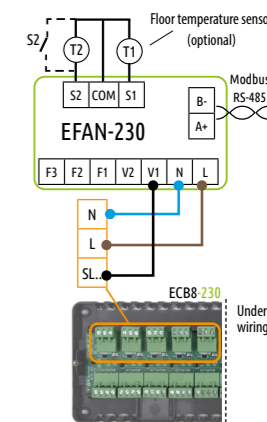 Floor temperature senso
(optional)
S2
T2
T1
S2 COM S1
Modbus
RS-485
B-
A+
EFAN-230
F3 F2 F1 V2 V1 N L
N
L
SL..
ECB8-230
Under
wiring